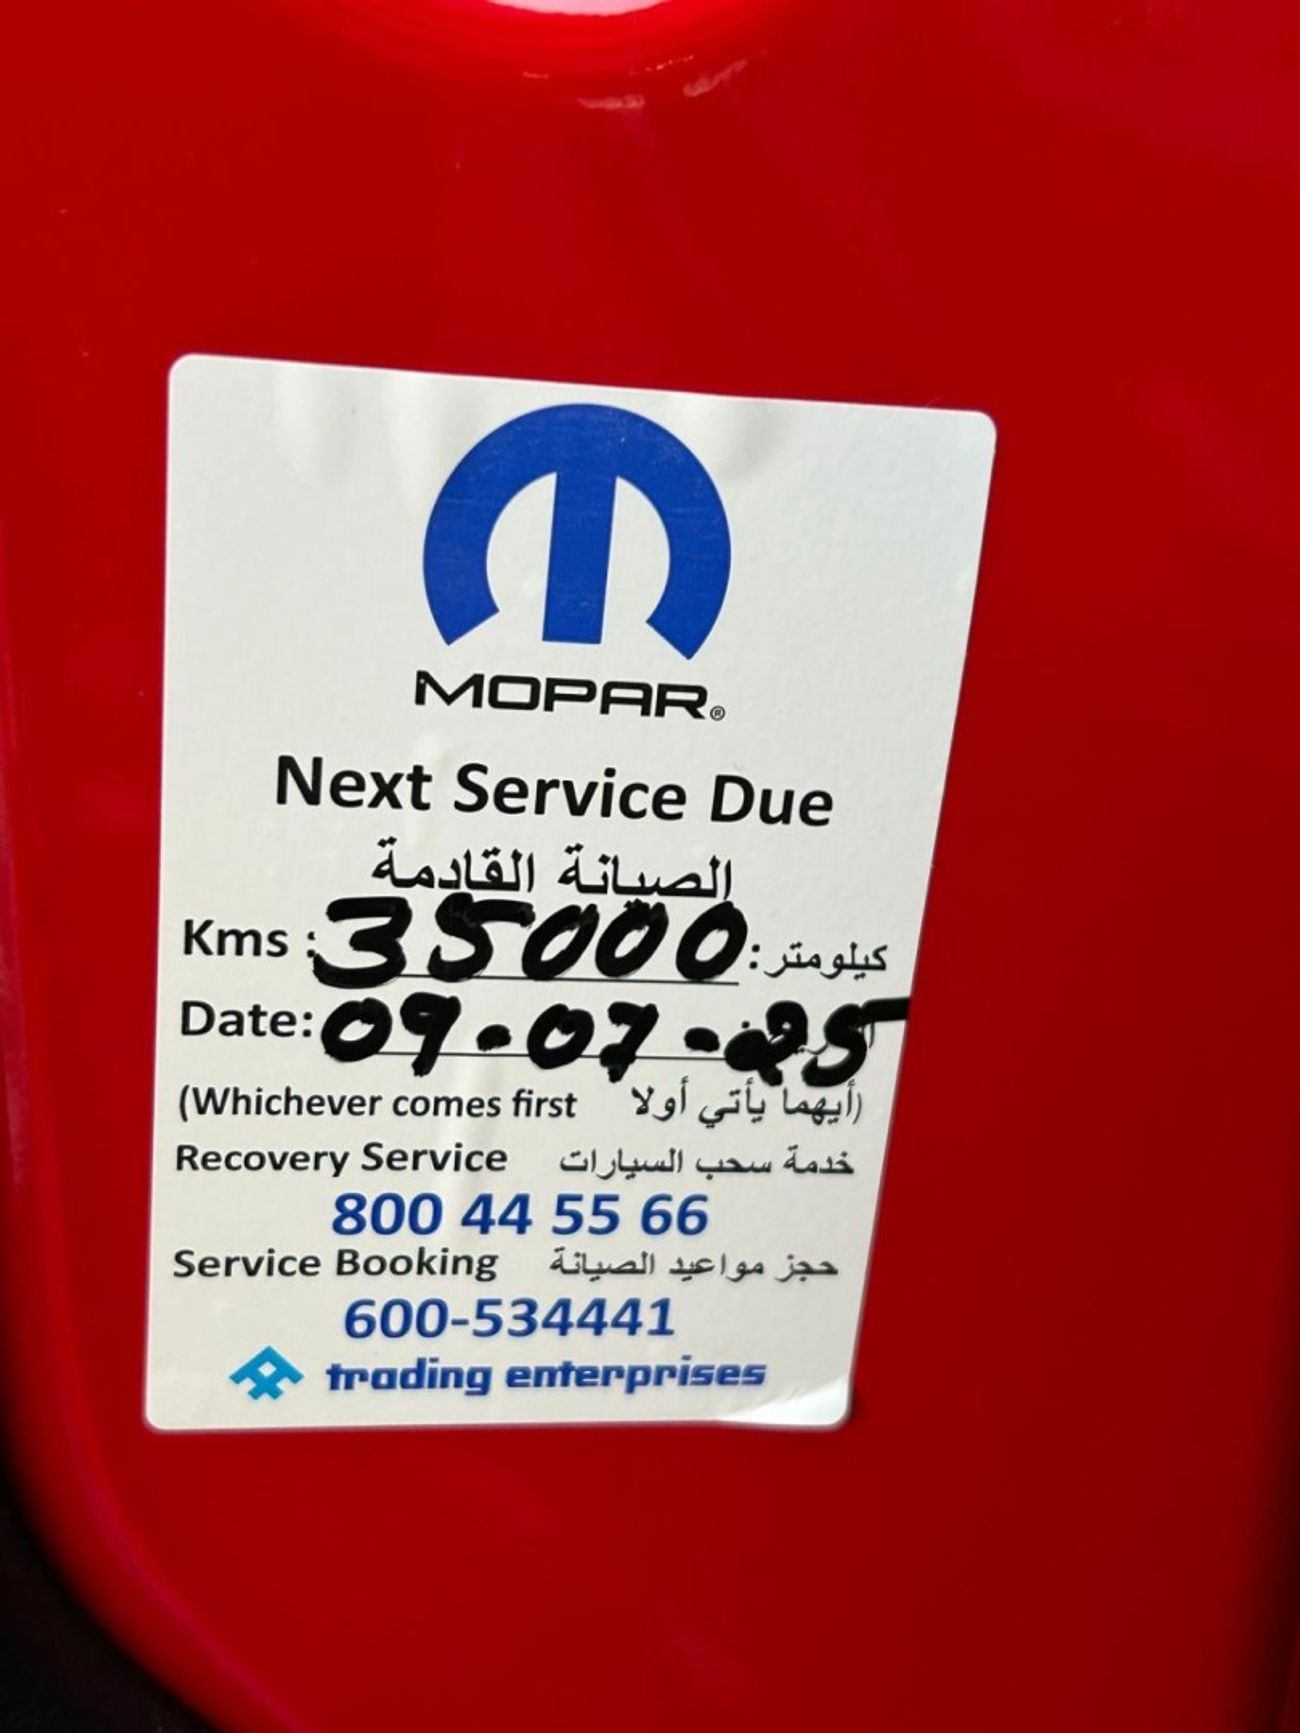 MOPAR®
Next Service Due
الصيانة القادمة
Kms : 35000 :كيلومتر
Date: 09-07-25
(Whichever comes first أيهما يأتي أولا)
Recovery Service خدمة سحب السيارات
800 44 55 66
Service Booking حجز مواعيد الصيانة
600-534441
trading enterprises